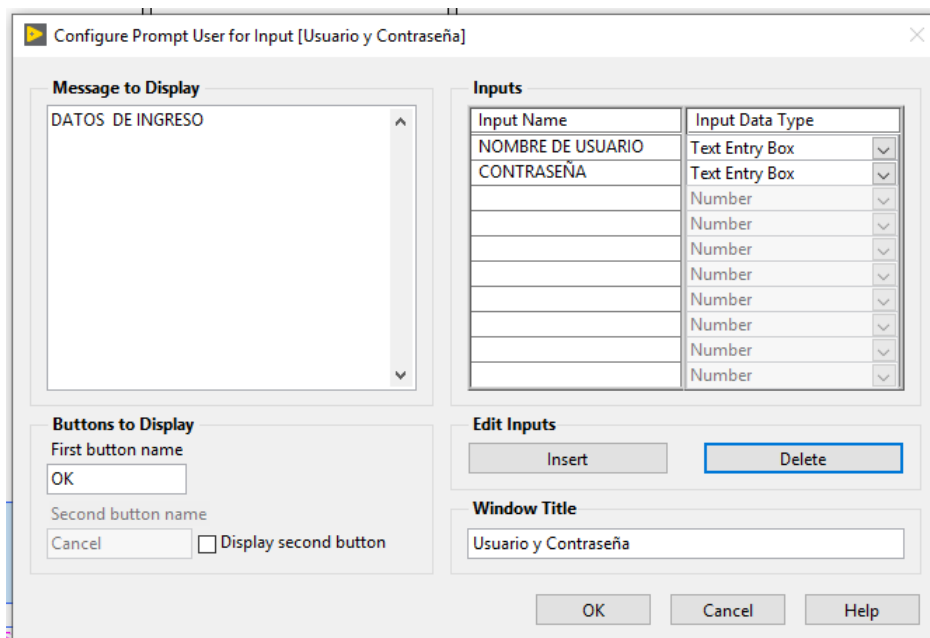 Configure Prompt User for Input [Usuario y Contraseña]
Message to Display
DATOS DE INGRESO
Inputs
Input Name Input Data Type
NOMBRE DE USUARIO Text Entry Box
CONTRASEÑA Text Entry Box
Number
Number
Number
Number
Number
Number
Number
Number
Buttons to Display
First button name
OK
Second button name
Cancel Display second button
Edit Inputs
Insert Delete
Window Title
Usuario y Contraseña
OK Cancel Help